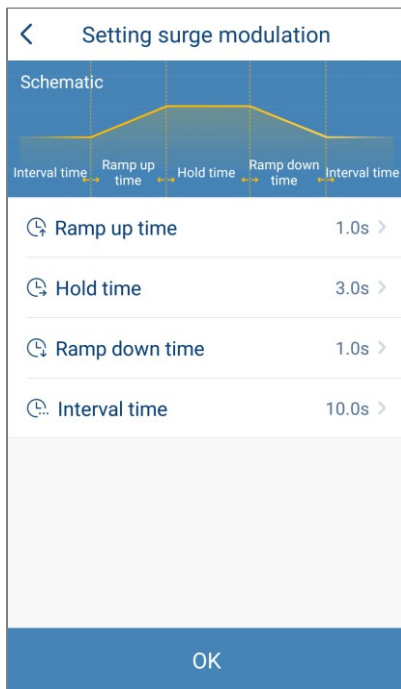 Setting surge modulation
Schematic
Interval time
Ramp up
time
Hold time
Ramp down
time
Interval time
Ramp up time 1.0s
Hold time 3.0s
Ramp down time 1.0s
Interval time 10.0s
OK